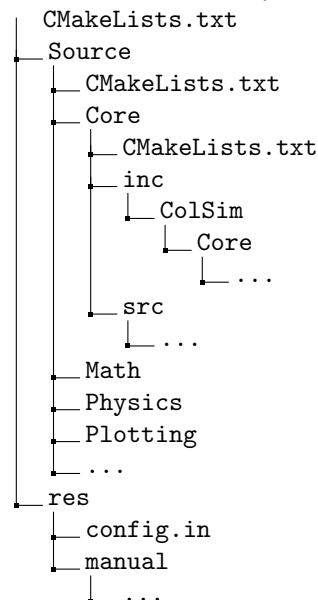 CMakeLists.txt
Source
CMakeLists.txt
Core
CMakeLists.txt
inc
ColSim
Core
...
src
...
Math
Physics
Plotting
...
res
config.in
manual
...